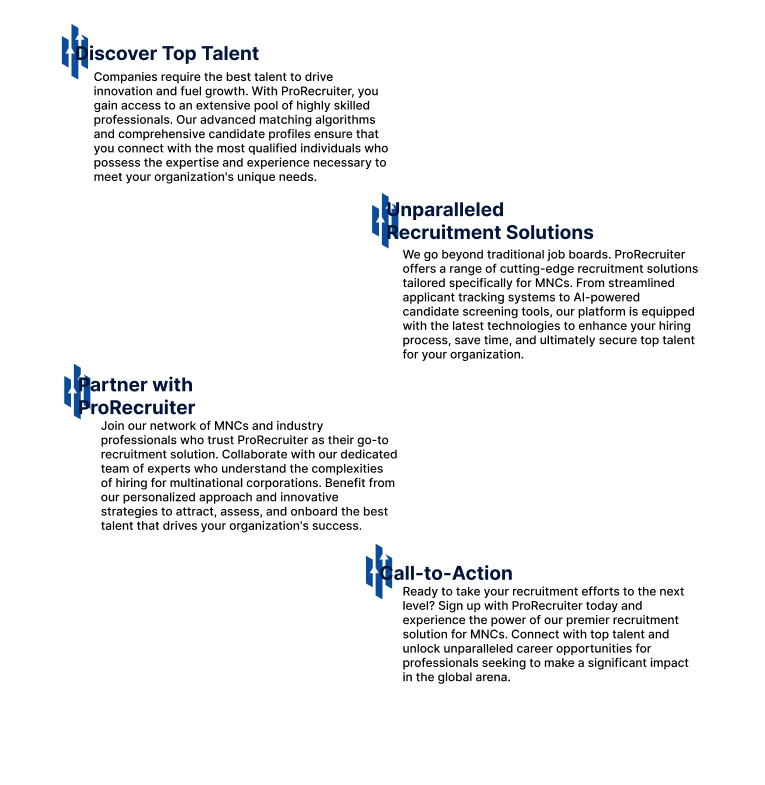 Discover Top Talent
Companies require the best talent to drive
innovation and fuel growth. With ProRecruiter, you
gain access to an extensive pool of highly skilled
professionals. Our advanced matching algorithms
and comprehensive candidate profiles ensure that
you connect with the most qualified individuals who
possess the expertise and experience necessary to
meet your organization's unique needs.
Unparalleled
Recruitment Solutions
We go beyond traditional job boards. ProRecruiter
offers a range of cutting-edge recruitment solutions
tailored specifically for MNCs. From streamlined
applicant tracking systems to AI-powered
candidate screening tools, our platform is equipped
with the latest technologies to enhance your hiring
process, save time, and ultimately secure top talent
for your organization.
Partner with
ProRecruiter
Join our network of MNCs and industry
professionals who trust ProRecruiter as their go-to
recruitment solution. Collaborate with our dedicated
team of experts who understand the complexities
of hiring for multinational corporations. Benefit from
our personalized approach and innovative
strategies to attract, assess, and onboard the best
talent that drives your organization's success.
Call-to-Action
Ready to take your recruitment efforts to the next
level? Sign up with ProRecruiter today and
experience the power of our premier recruitment
solution for MNCs. Connect with top talent and
unlock unparalleled career opportunities for
professionals seeking to make a significant impact
in the global arena.